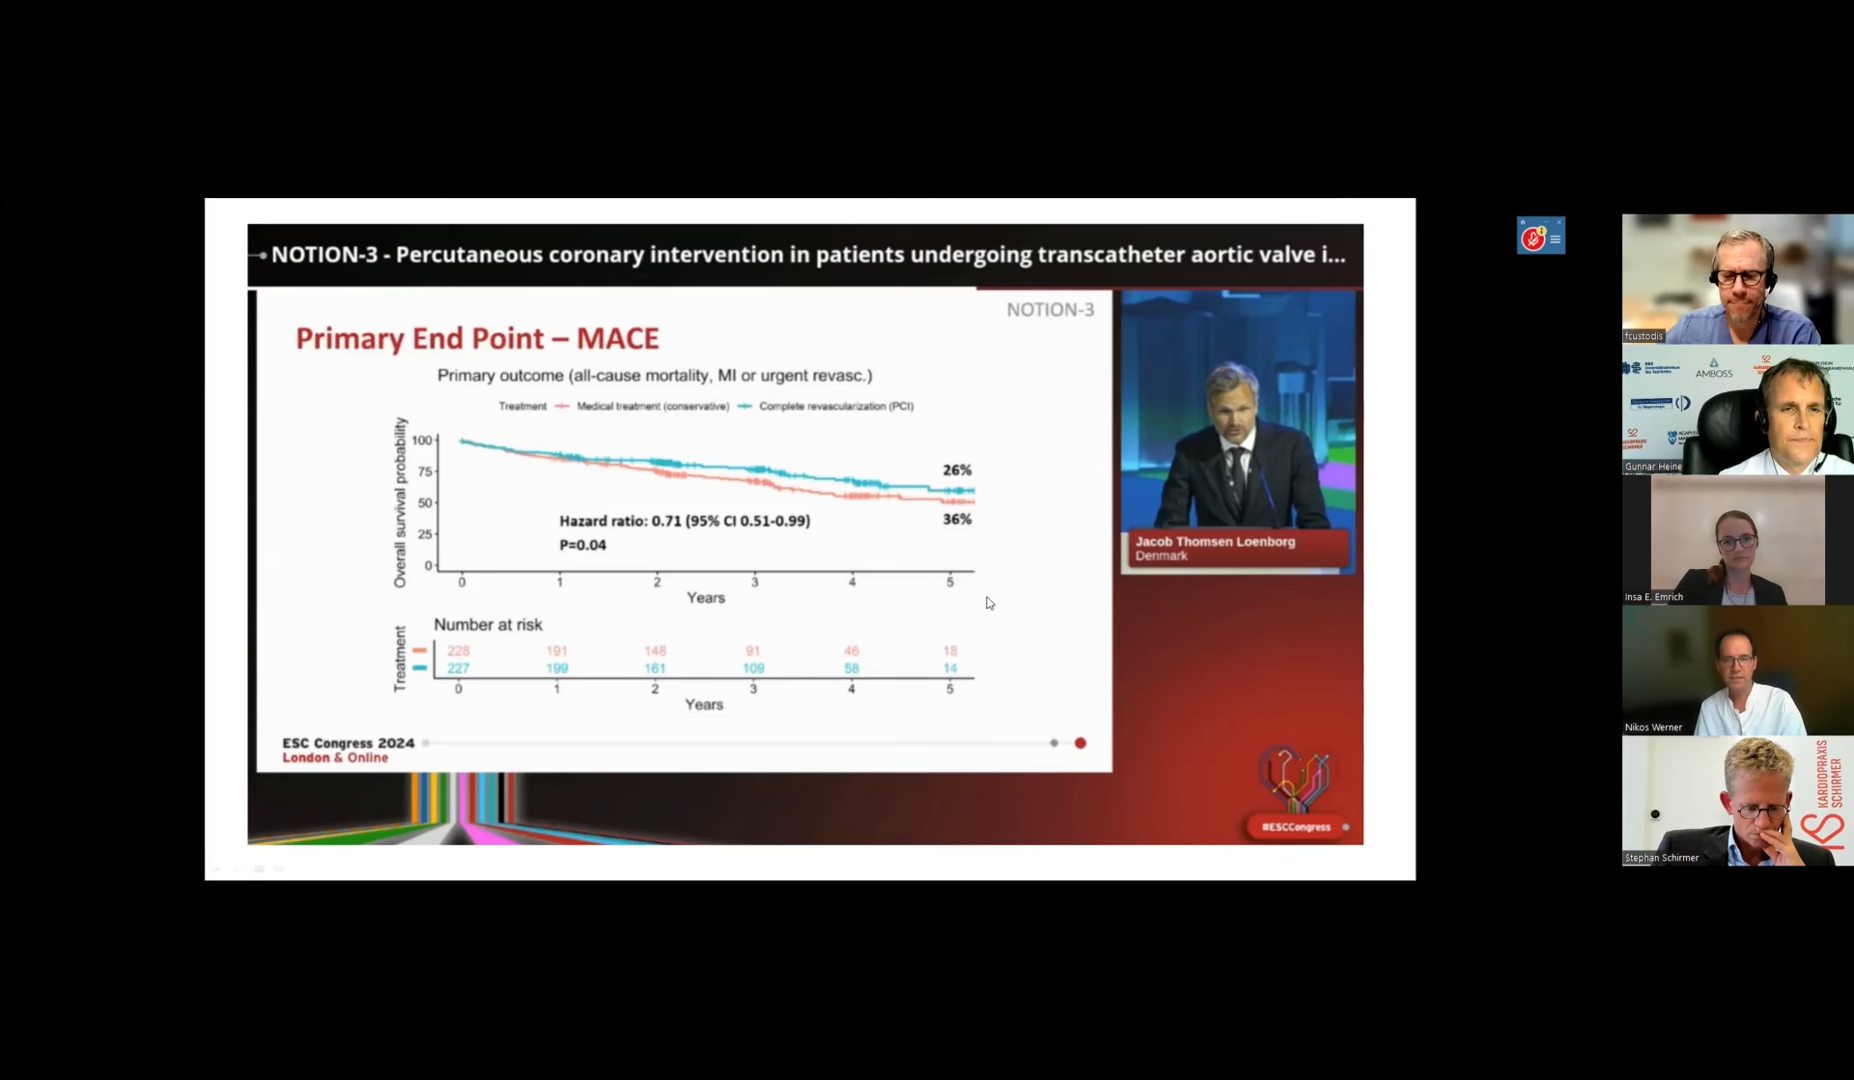 NOTION-3 - Percutaneous coronary intervention in patients undergoing transcatheter aortic valve i...
NOTION-3
Primary End Point – MACE
Primary outcome (all-cause mortality, MI or urgent revasc.)
Treatment Medical treatment (conservative) Complete revascularization (PCI)
Overall survival probability
100
75
50
25
0
26%
36%
Hazard ratio: 0.71 (95% CI 0.51-0.99)
P=0.04
0 1 2 3 4 5
Years
Number at risk
Treatment
228 191 148 91 46 18
227 199 161 109 58 14
0 1 2 3 4 5
Years
ESC Congress 2024
London & Online
Jacob Thomsen Loenborg
Denmark
#ESCCongress
fcustodis
AMBOSS
Gunnar Heine
Insa E. Emrich
Nikos Werner
KARDIOPRAXIS
SCHIRMER
Stephan Schirmer